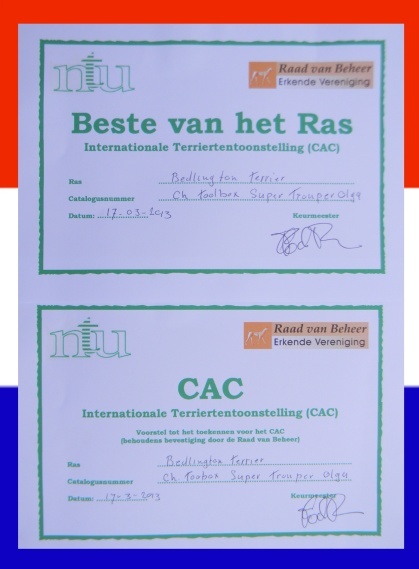 ntu
Raad van Beheer
Erkende Vereniging
Beste van het Ras
Internationale Terriertentoonstelling (CAC)
Ras Bedlington Terrier
Catalogusnummer Ch Toolbox Super Trouper Olga
Datum: 17-03-2013 Keurmeester
ntu
Raad van Beheer
Erkende Vereniging
CAC
Internationale Terriertentoonstelling (CAC)
Voorstel tot het toekennen voor het CAC
(behoudens bevestiging door de Raad van Beheer)
Ras Bedlington Terrier
Catalogusnummer Ch Toobox Super Trouper Olga
Datum: 17-3-2013 Keurmeester